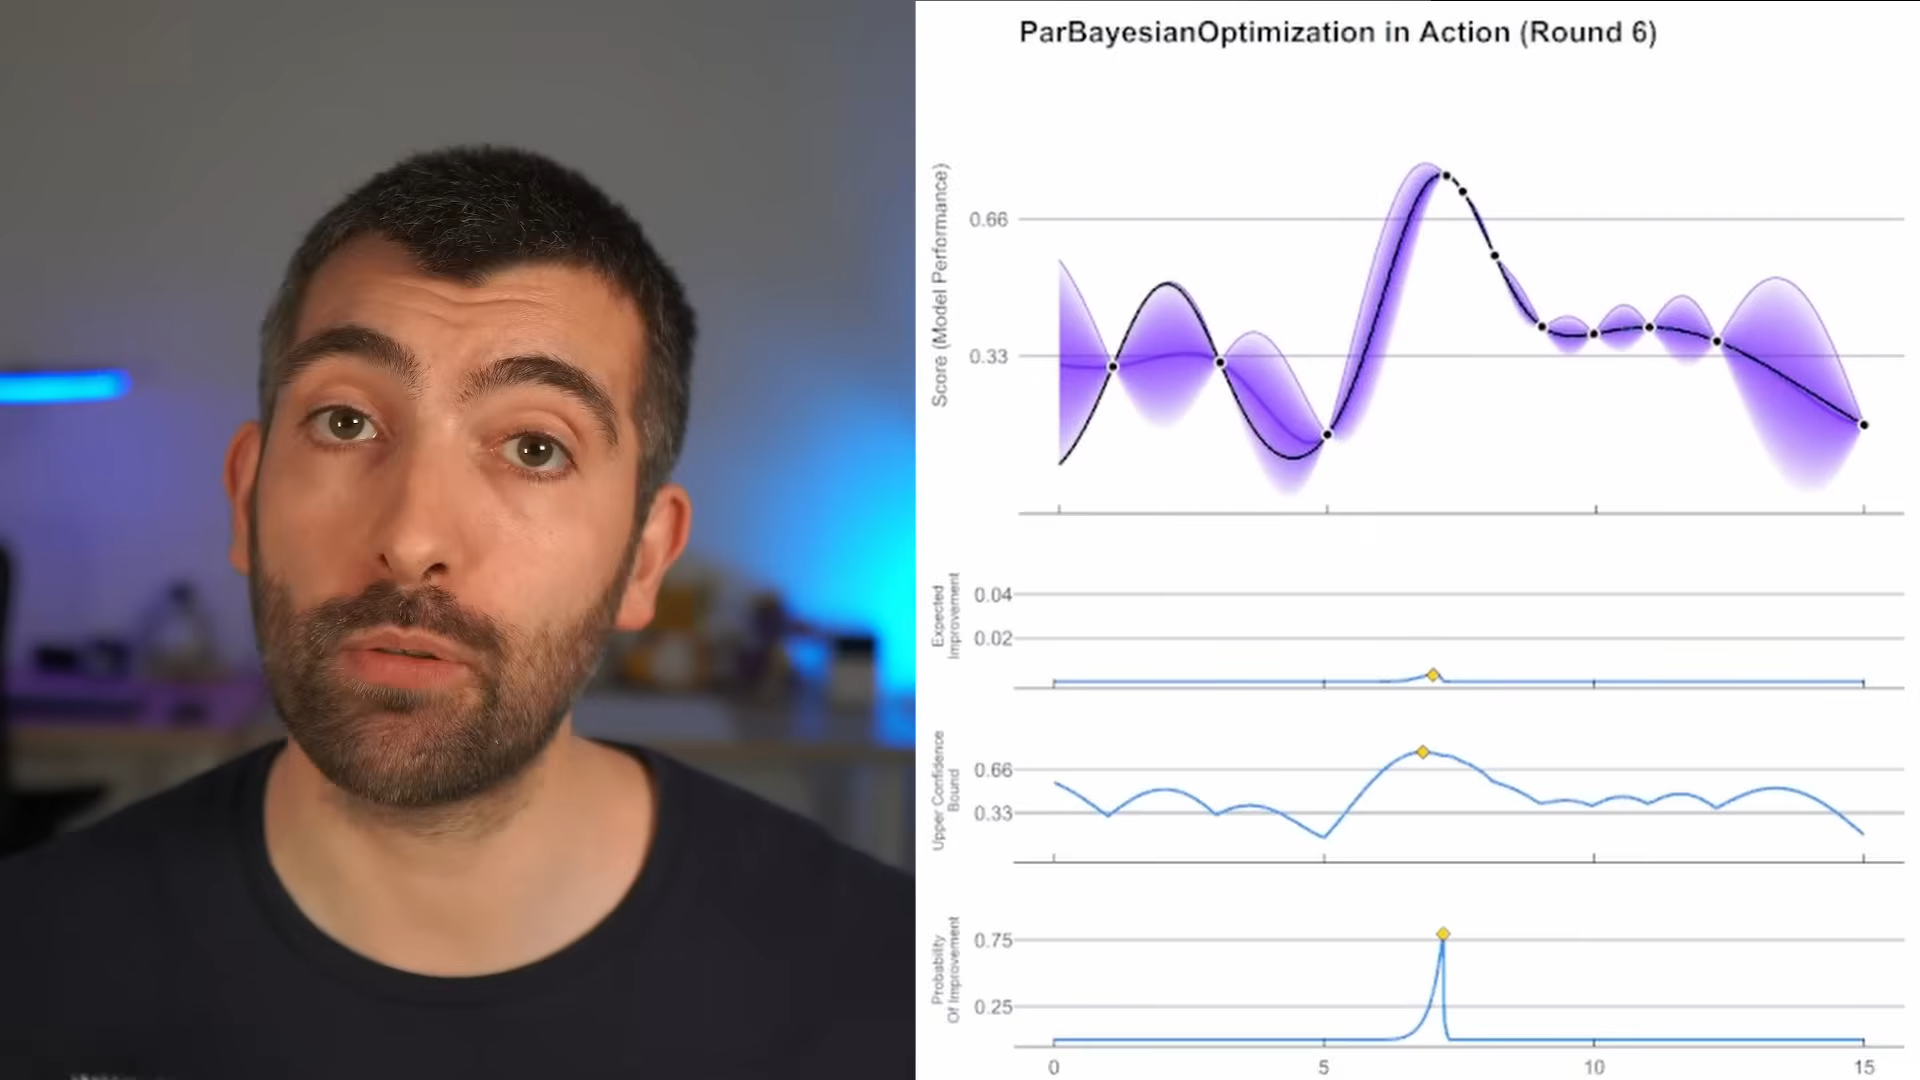 ParBayesianOptimization in Action (Round 6)
Score (Model Performance)
0.66
0.33
Expected
Improvement
0.04
0.02
Upper Confidence
Bound
0.66
0.33
Probability
Of Improvement
0.75
0.25
0
5
10
15